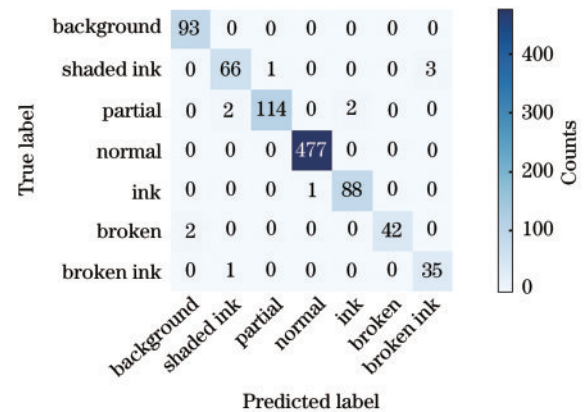 background 93 0 0 0 0 0 0
shaded ink 0 66 1 0 0 0 3
partial 0 2 114 0 2 0 0
normal 0 0 0 477 0 0 0
ink 0 0 0 1 88 0 0
broken 2 0 0 0 0 42 0
broken ink 0 1 0 0 0 0 35
background shaded ink partial normal ink broken broken ink
Predicted label
True label
400
300
200
100
0
Counts